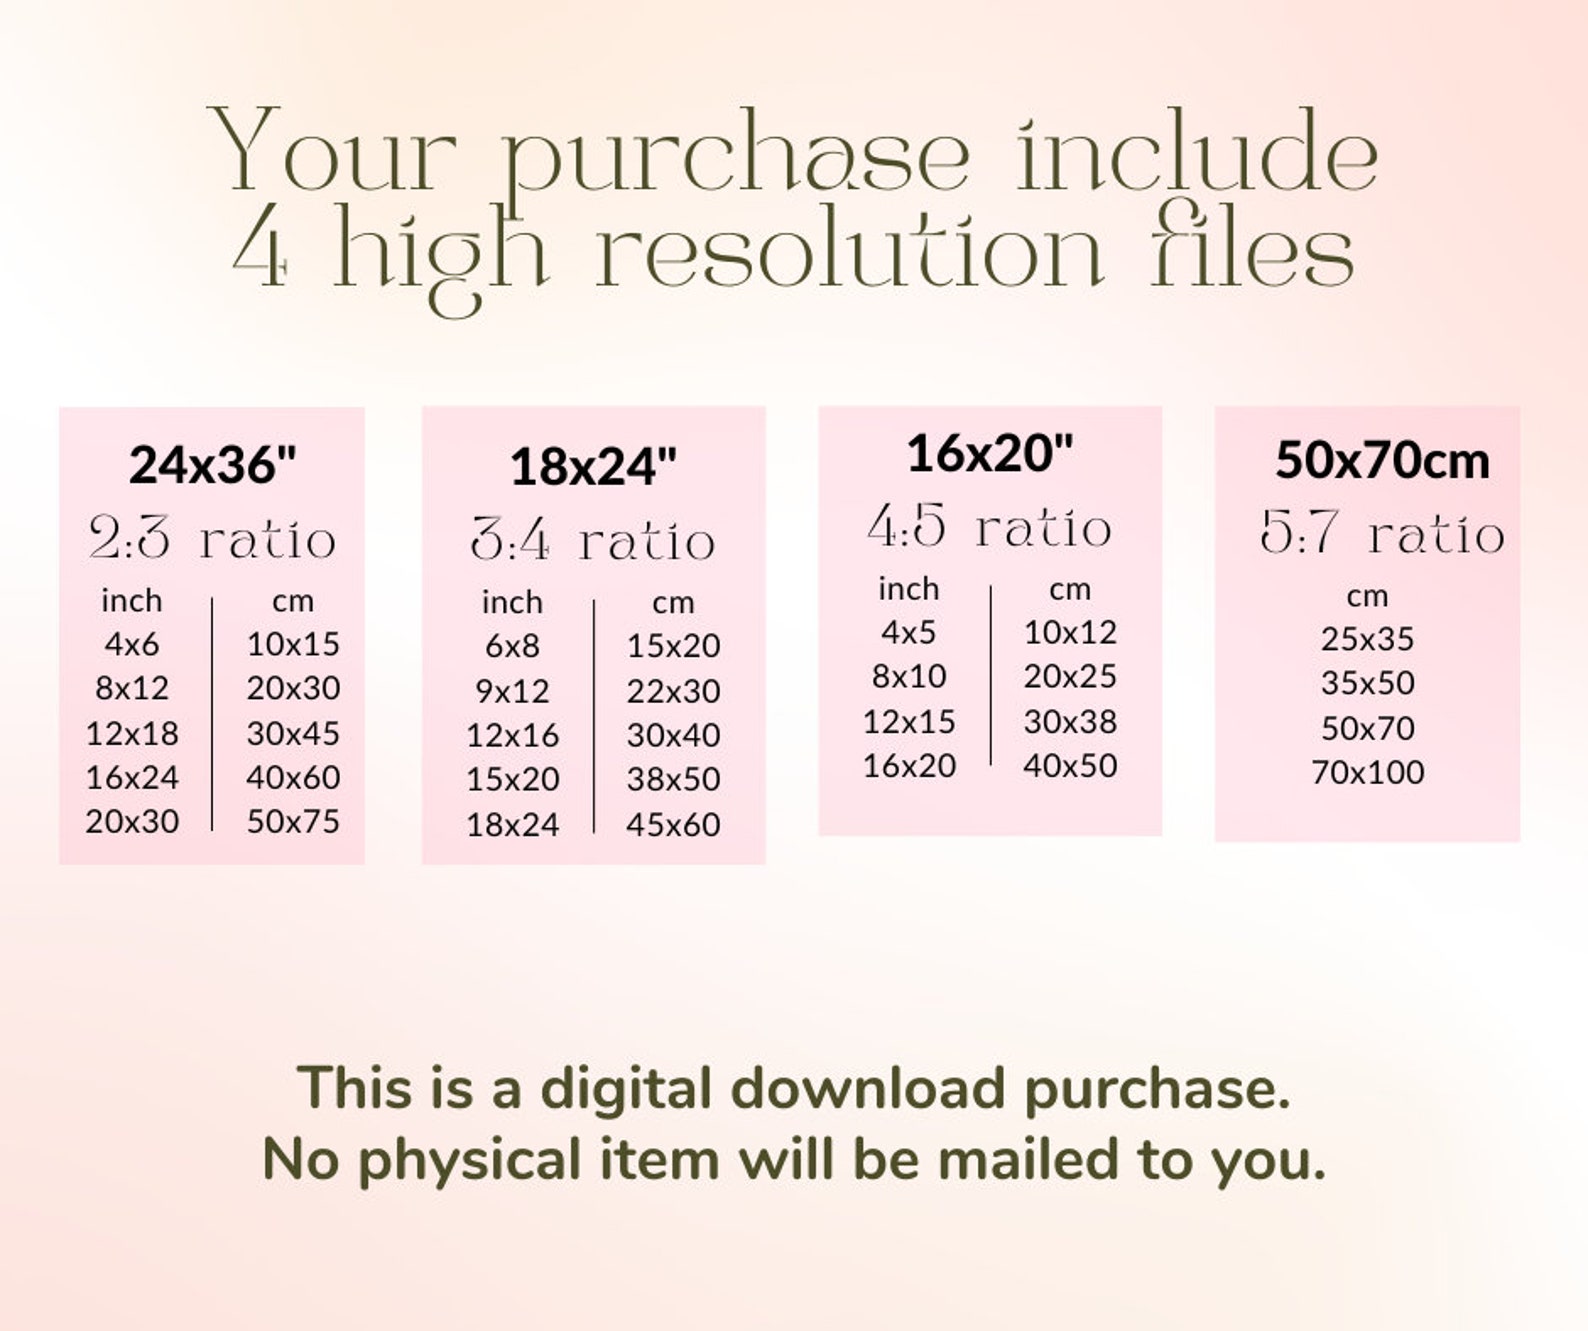 Your purchase include
4 high resolution files
24x36"
2:3 ratio
inch cm
4x6 10x15
8x12 20x30
12x18 30x45
16x24 40x60
20x30 50x75
18x24"
3:4 ratio
inch cm
6x8 15x20
9x12 22x30
12x16 30x40
15x20 38x50
18x24 45x60
16x20"
4:5 ratio
inch cm
4x5 10x12
8x10 20x25
12x15 30x38
16x20 40x50
50x70cm
5:7 ratio
cm
25x35
35x50
50x70
70x100
This is a digital download purchase.
No physical item will be mailed to you.